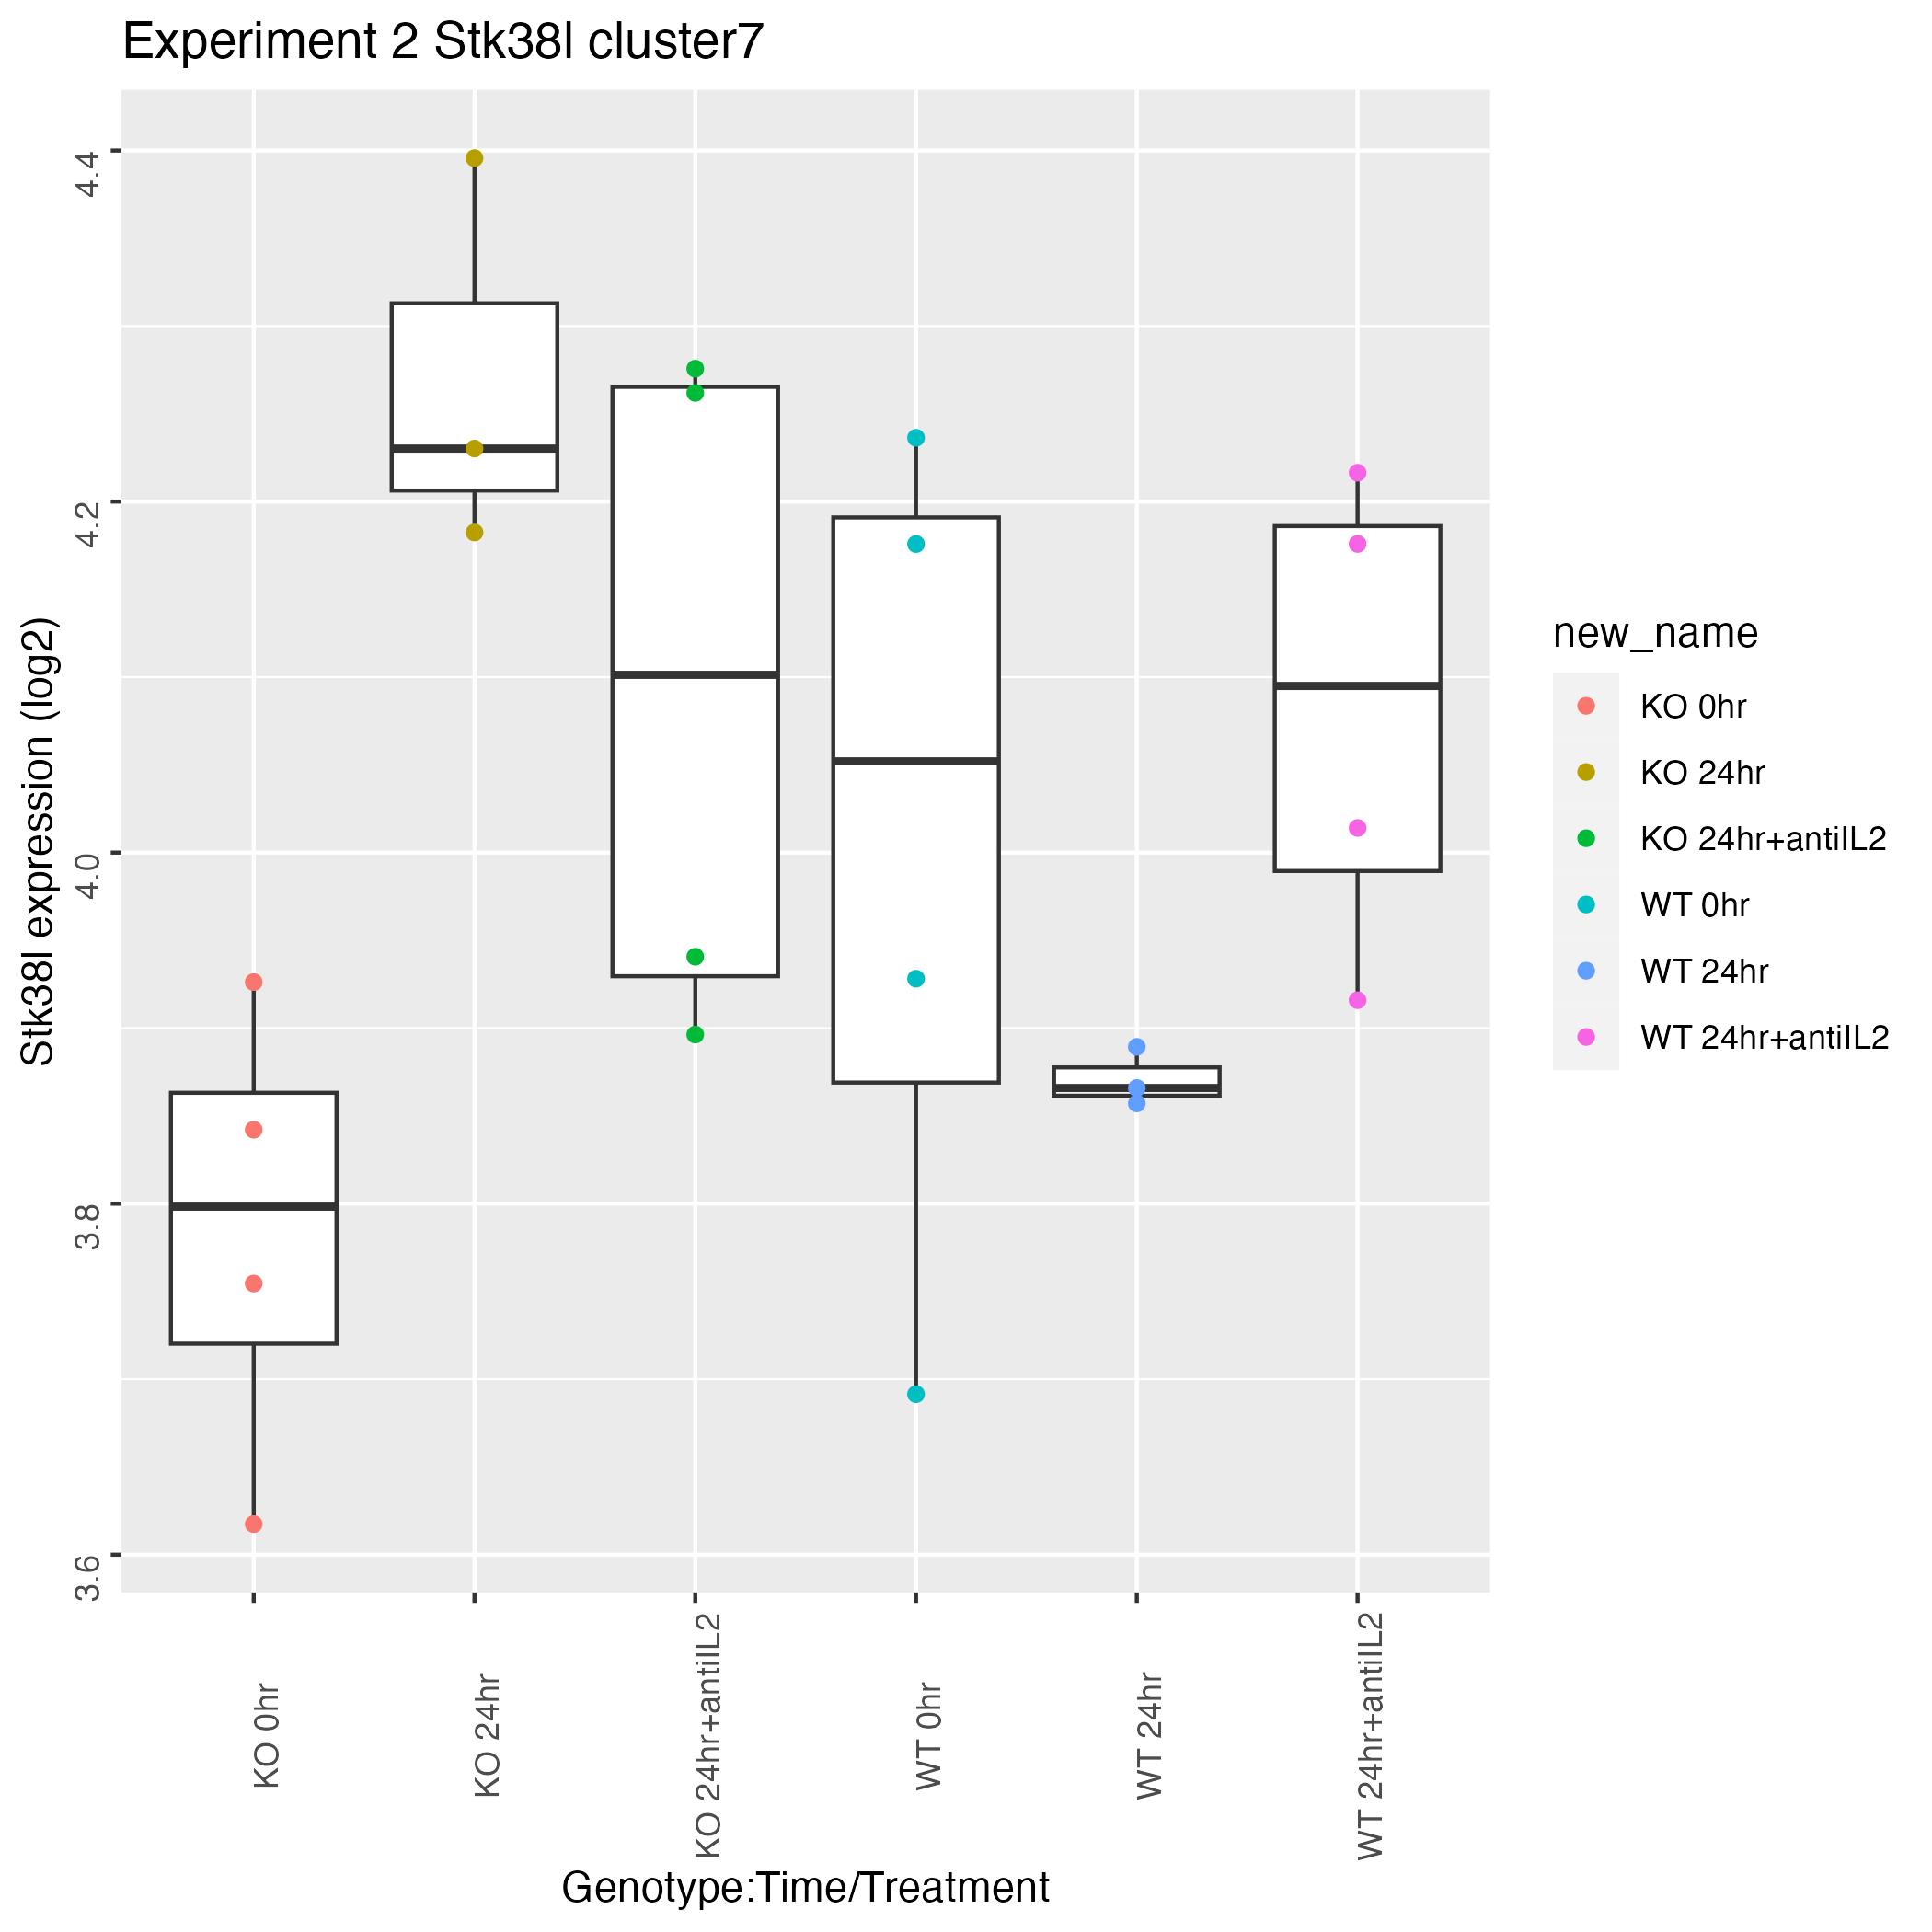 Experiment 2 Stk38l cluster7
Stk38l expression (log2)
4.4
4.2
4.0
3.8
3.6
KO 0hr
KO 24hr
KO 24hr+antiIL2
WT 0hr
WT 24hr
WT 24hr+antiIL2
Genotype:Time/Treatment
new_name
KO 0hr
KO 24hr
KO 24hr+antiIL2
WT 0hr
WT 24hr
WT 24hr+antiIL2